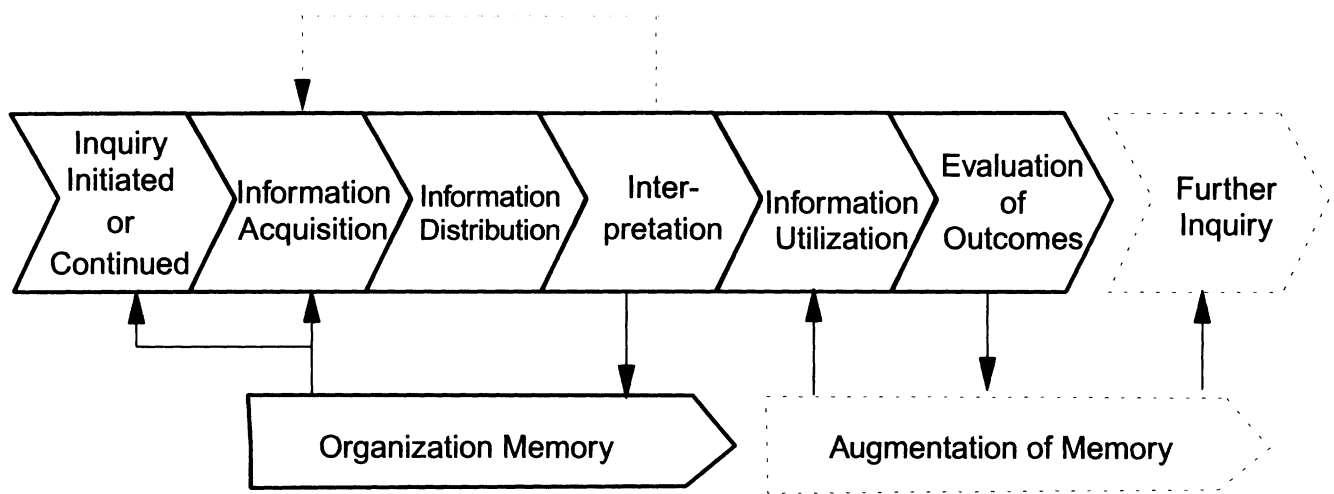 Inquiry
Initiated
or
Continued
Information
Acquisition
Information
Distribution
Inter-
pretation
Information
Utilization
Evaluation
of
Outcomes
Further
Inquiry
Organization Memory
Augmentation of Memory